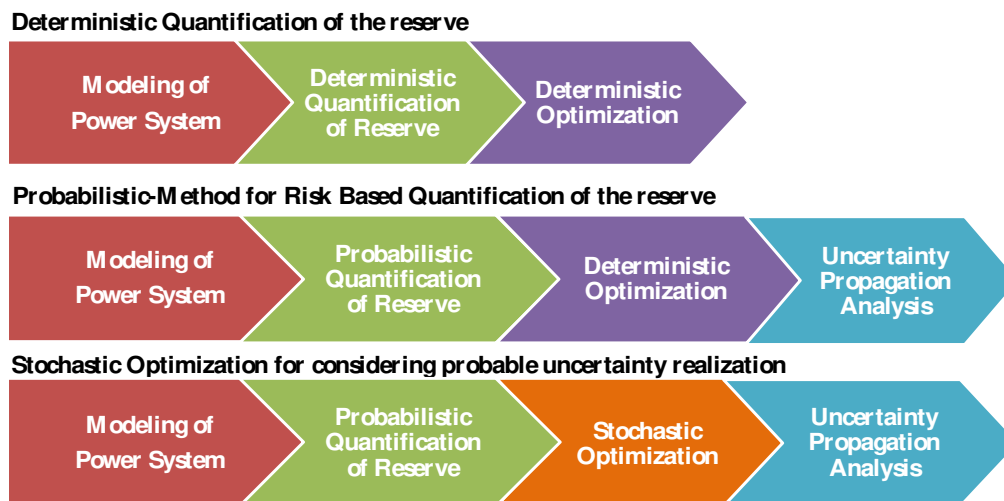 Deterministic Quantification of the reserve
Modeling of
Power System
Deterministic
Quantification
of Reserve
Deterministic
Optimization
Probabilistic-Method for Risk Based Quantification of the reserve
Modeling of
Power System
Probabilistic
Quantification
of Reserve
Deterministic
Optimization
Uncertainty
Propagation
Analysis
Stochastic Optimization for considering probable uncertainty realization
Modeling of
Power System
Probabilistic
Quantification
of Reserve
Stochastic
Optimization
Uncertainty
Propagation
Analysis